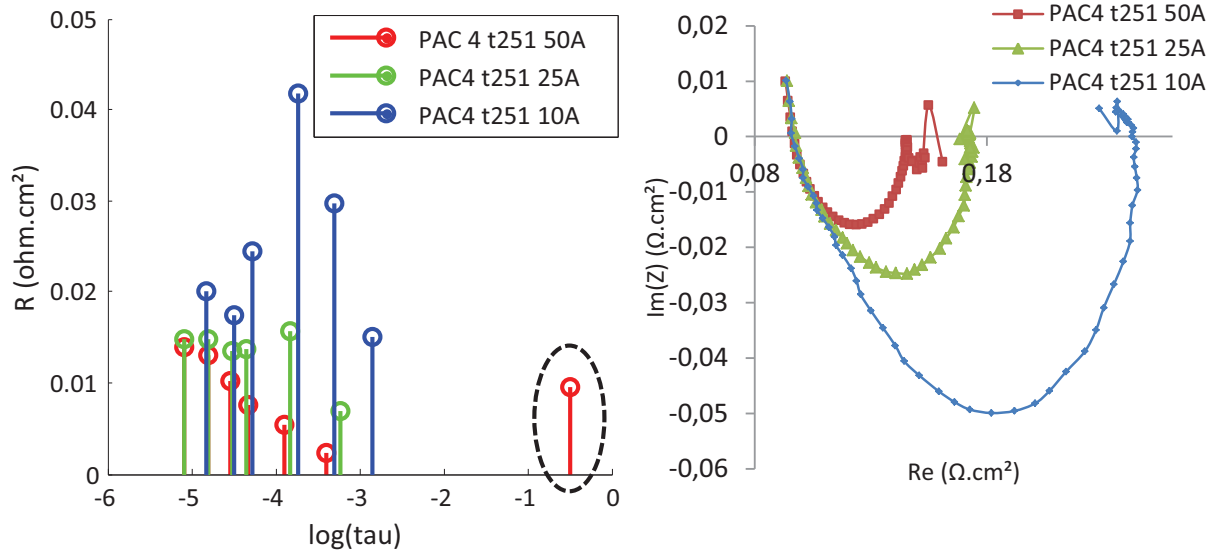 0.05
0.04
0.03
0.02
0.01
0
R (ohm.cm²)
-6
-5
-4
-3
-2
-1
0
log(tau)
PAC 4 t251 50A
PAC4 t251 25A
PAC4 t251 10A
0,02
0,01
0
-0,01
-0,02
-0,03
-0,04
-0,05
-0,06
Im(Z) (Ω.cm²)
0,08
0,18
Re (Ω.cm²)
PAC4 t251 50A
PAC4 t251 25A
PAC4 t251 10A